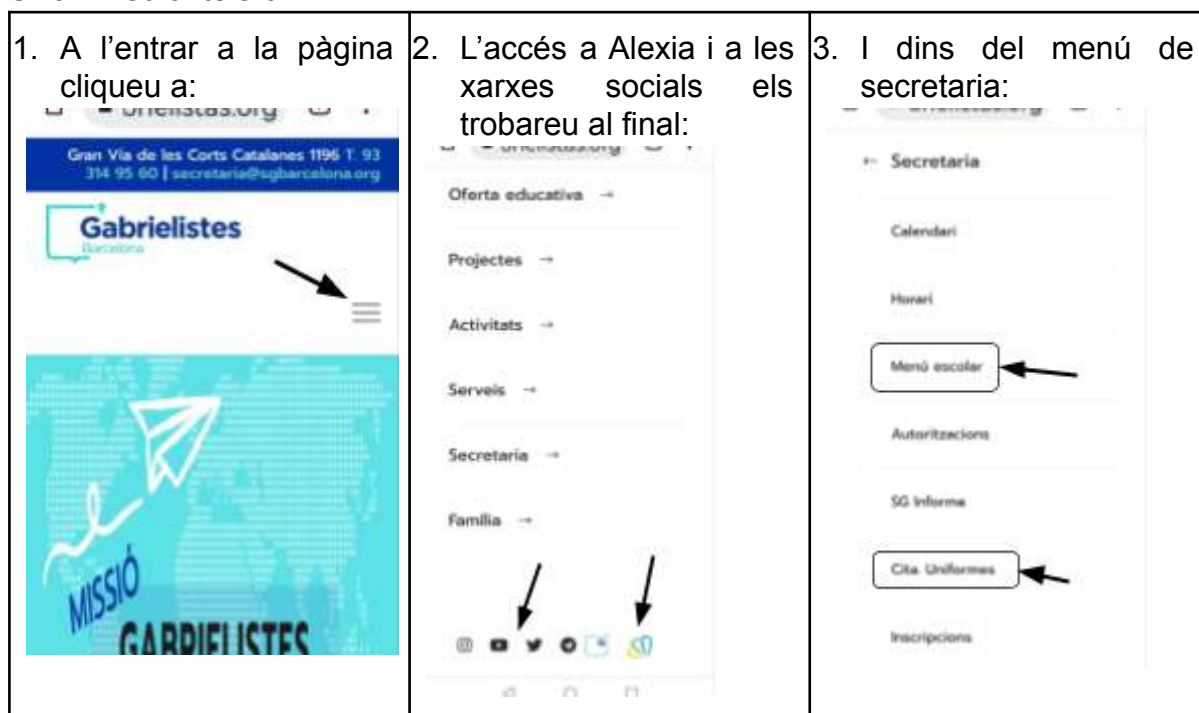 1. A l'entrar a la pàgina
cliqueu a:
Gran Via de les Corts Catalanes 1196 T. 93
314 95 60 | secretaria@sgbarcelona.org
Gabrielistes
Barcelona
MISSIÓ
GABRIELISTES
2. L'accés a Alexia i a les
xarxes socials els
trobareu al final:
Oferta educativa →
Projectes →
Activitats →
Serveis →
Secretaria →
Família →
3. I dins del menú de
secretaria:
← Secretaria
Calendari
Horari
Menú escolar
Autoritzacions
SG Informa
Cita Uniformes
Inscripcions